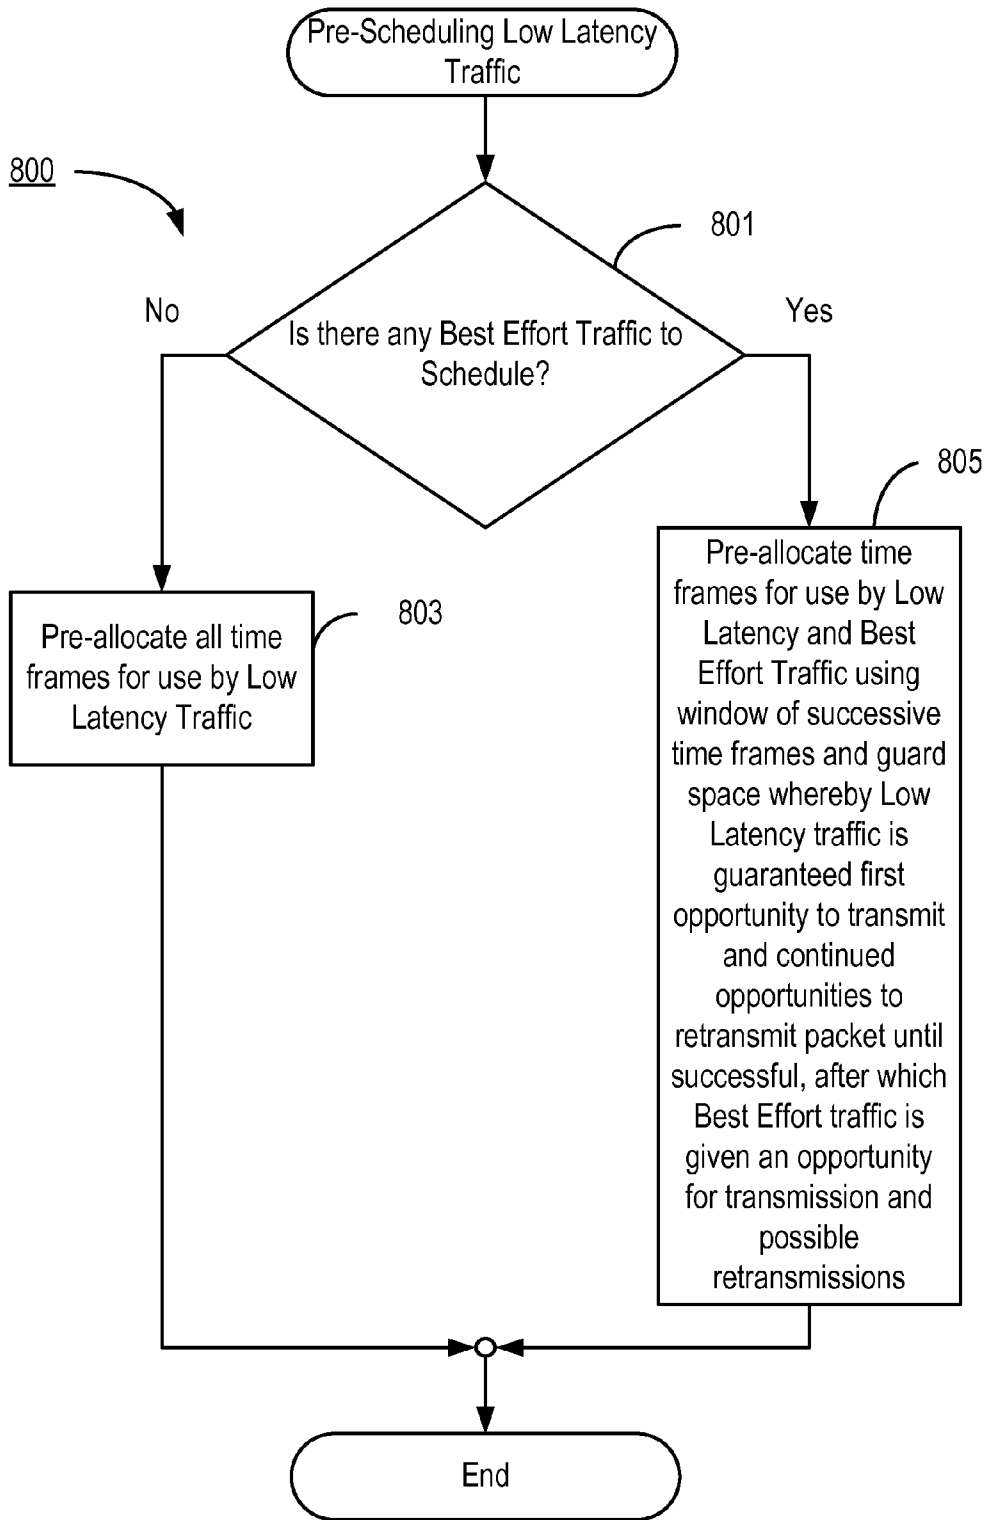 Pre-Scheduling Low Latency
Traffic
800
801
No
Yes
Is there any Best Effort Traffic to
Schedule?
805
803
Pre-allocate all time
frames for use by Low
Latency Traffic
Pre-allocate time
frames for use by Low
Latency and Best
Effort Traffic using
window of successive
time frames and guard
space whereby Low
Latency traffic is
guaranteed first
opportunity to transmit
and continued
opportunities to
retransmit packet until
successful, after which
Best Effort traffic is
given an opportunity
for transmission and
possible
retransmissions
End